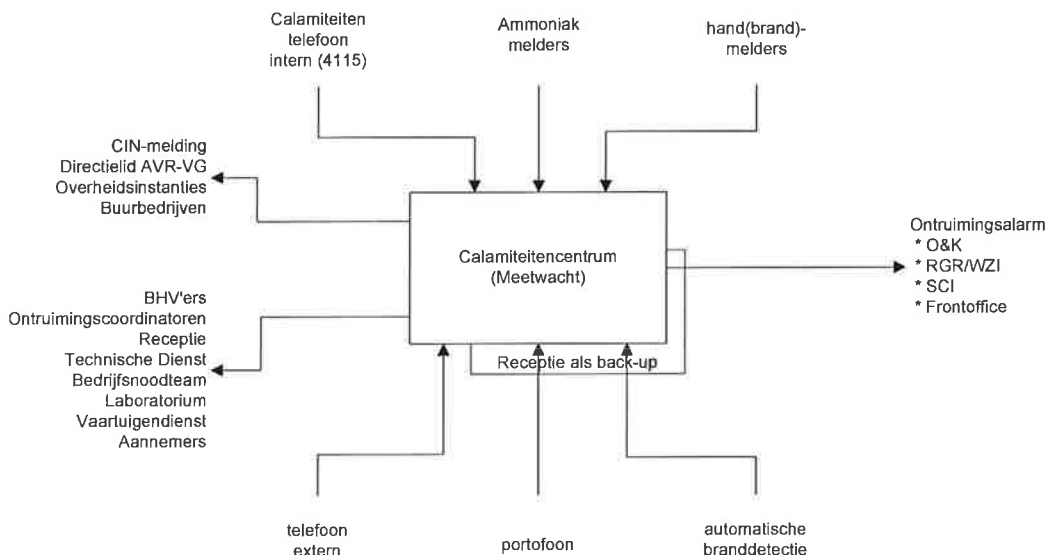 Calamiteiten
telefoon
intern (4115)
Ammoniak
melders
hand(brand)-
melders
CIN-melding
Directielid AVR-VG
Overheidsinstanties
Buurbedrijven
Calamiteitencentrum
(Meetwacht)
Ontruimingsalarm
* O&K
* RGR/WZI
* SCI
* Frontoffice
BHV'ers
Ontruimingscoordinatoren
Receptie
Technische Dienst
Bedrijfsnoodteam
Laboratorium
Vaartuigendienst
Aannemers
Receptie als back-up
telefoon
extern
portofoon
automatische
branddetectie